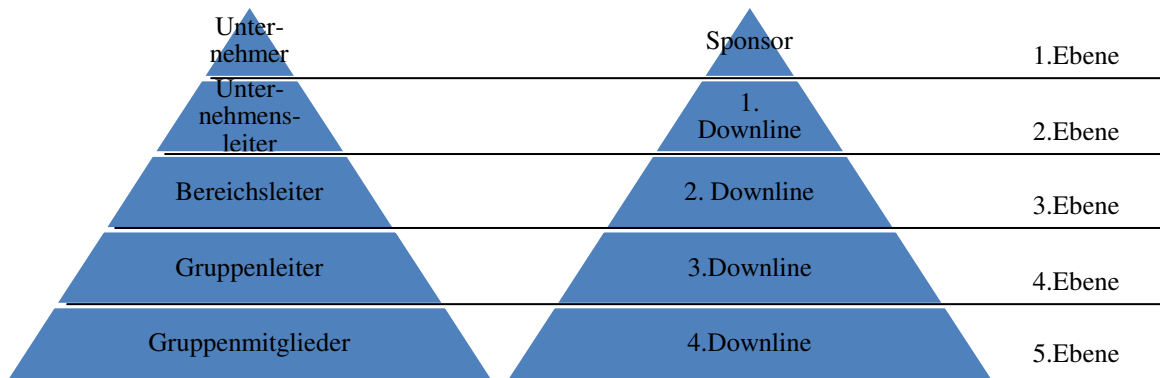 Unter-
nehmer
Sponsor
1.Ebene
Unter-
nehmens-
leiter
1.
Downline
2.Ebene
Bereichsleiter
2. Downline
3.Ebene
Gruppenleiter
3.Downline
4.Ebene
Gruppenmitglieder
4.Downline
5.Ebene